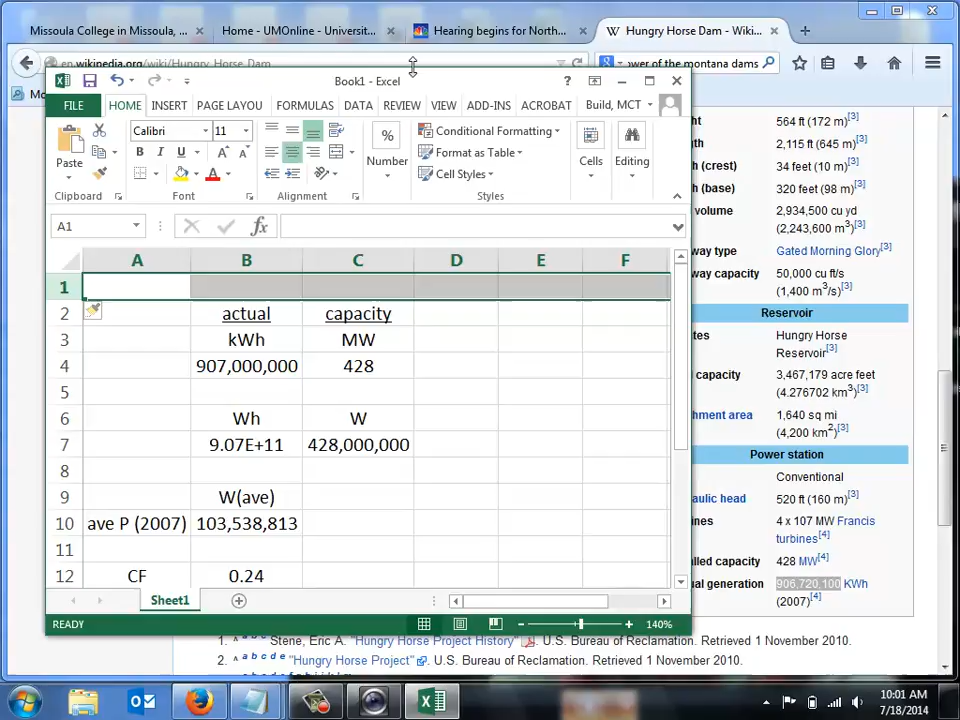 Missoula College in Missoula, ... ×
Home - UMOnline - Universit... ×
Hearing begins for North... ×
W Hungry Horse Dam - Wiki... ×
en.wikipedia.org/wiki/Hungry_Horse_Dam
wer of the montana dams
Mo
Book1 - Excel
?
FILE HOME INSERT PAGE LAYOUT FORMULAS DATA REVIEW VIEW ADD-INS ACROBAT Build, MCT
Paste
Calibri 11
B I U A A
A
%
Number
Conditional Formatting
Format as Table
Cell Styles
Cells
Editing
Clipboard Font Alignment Styles
A1
fx
A B C D E F
1
2 actual capacity
3 kWh MW
4 907,000,000 428
5
6 Wh W
7 9.07E+11 428,000,000
8
9 W(ave)
10 ave P (2007) 103,538,813
11
12 CF 0.24
Sheet1
READY
140%
ht 564 ft (172 m)[3]
th 2,115 ft (645 m)[3]
h (crest) 34 feet (10 m)[3]
h (base) 320 feet (98 m)[3]
volume 2,934,500 cu yd
(2,243,600 m3)[3]
way type Gated Morning Glory[3]
way capacity 50,000 cu ft/s
(1,400 m3/s)[3]
Reservoir
tes Hungry Horse
Reservoir[3]
capacity 3,467,179 acre feet
(4.276702 km3)[3]
hment area 1,640 sq mi
(4,200 km2)[3]
Power station
Conventional
aulic head 520 ft (160 m)[3]
ines 4 x 107 MW Francis
turbines[4]
lled capacity 428 MW[4]
ual generation 906,720,100 KWh
(2007)[4]
1. ^ a b c Stene, Eric A. "Hungry Horse Project History". U.S. Bureau of Reclamation. Retrieved 1 November 2010.
2. ^ a b c d e "Hungry Horse Project". U.S. Bureau of Reclamation. Retrieved 1 November 2010.
10:01 AM
7/18/2014